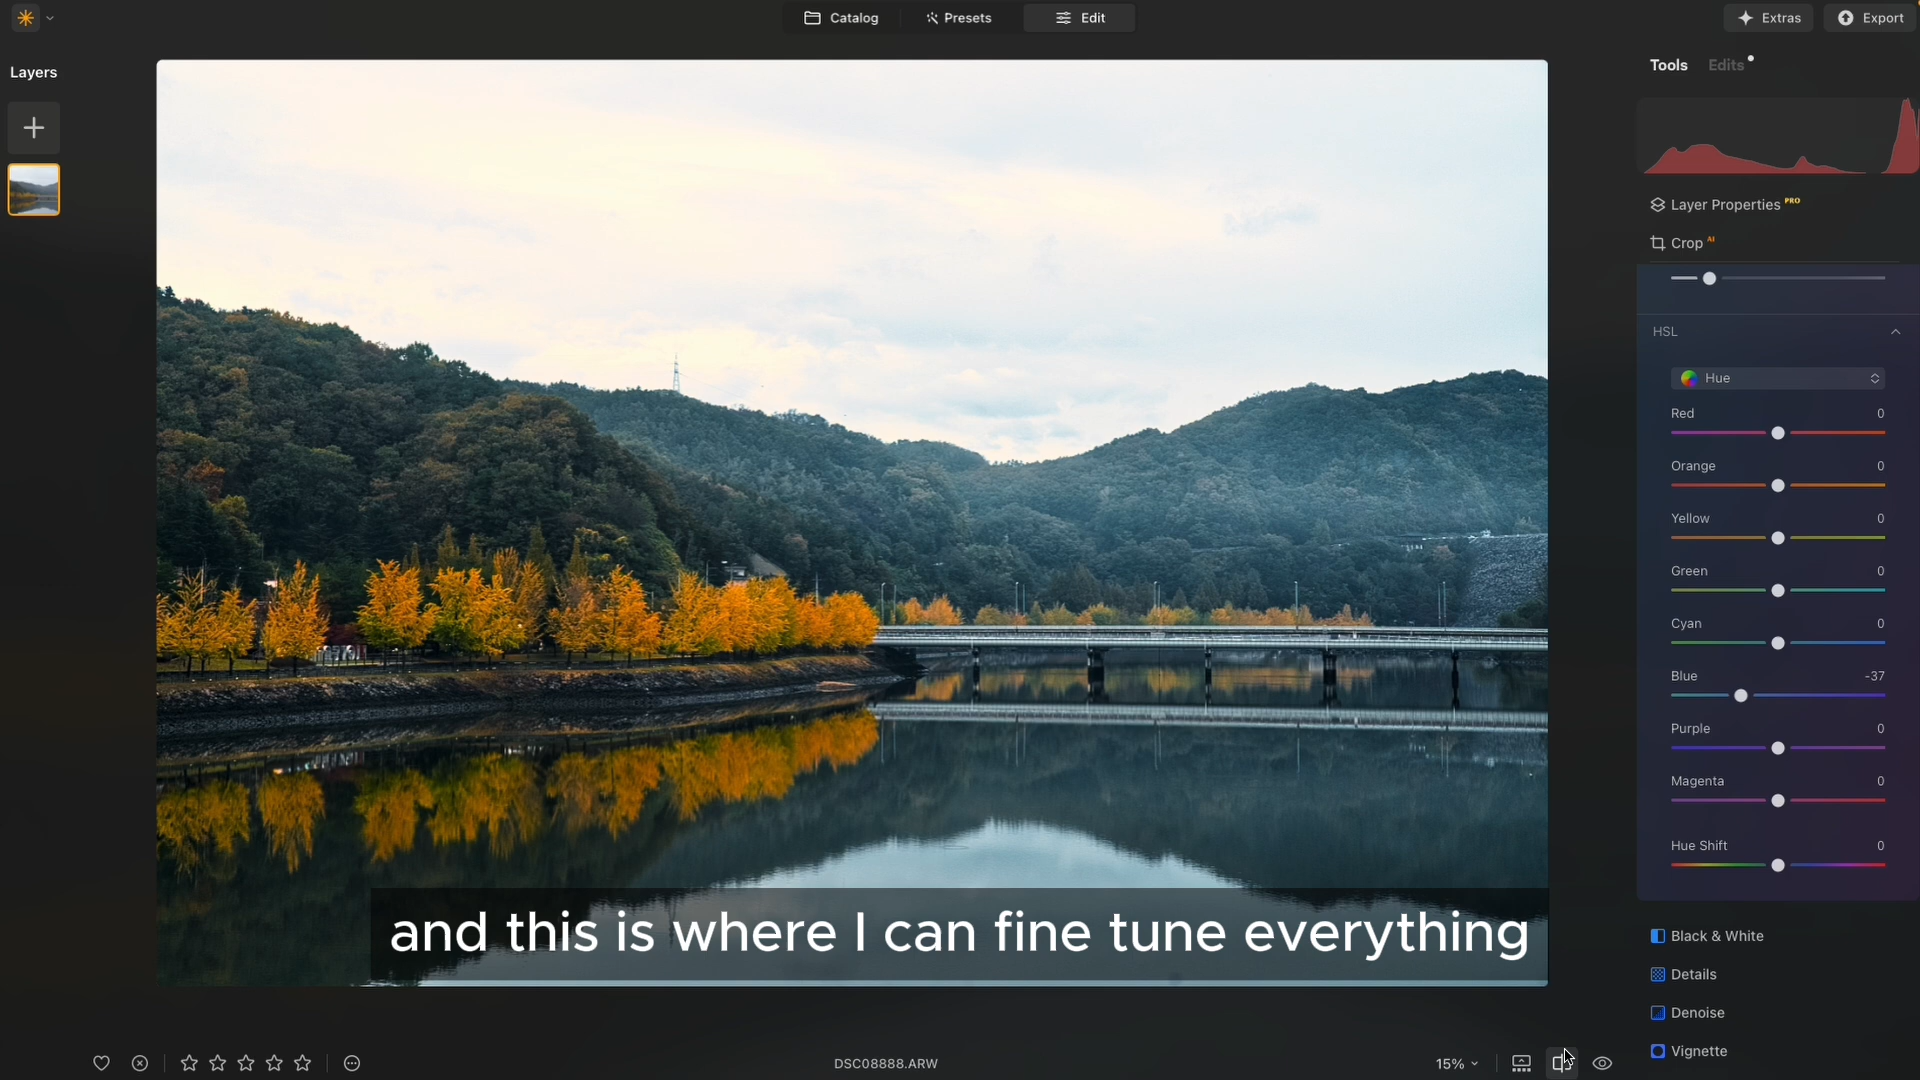 Catalog
Presets
Edit
Extras
Export
Layers
Tools
Edits
Layer Properties PRO
Crop AI
HSL
Hue
Red 0
Orange 0
Yellow 0
Green 0
Cyan 0
Blue -37
Purple 0
Magenta 0
Hue Shift 0
and this is where I can fine tune everything
Black & White
Details
Denoise
Vignette
DSC08888.ARW
15%